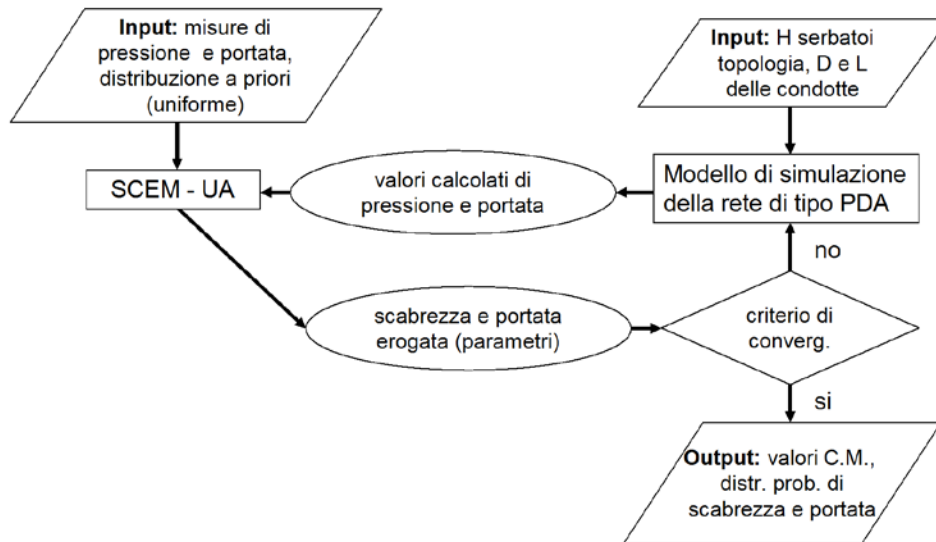 Input: misure di
pressione e portata,
distribuzione a priori
(uniforme)
Input: H serbatoi
topologia, D e L
delle condotte
SCEM - UA
valori calcolati di
pressione e portata
Modello di simulazione
della rete di tipo PDA
no
scabrezza e portata
erogata (parametri)
criterio di
converg.
si
Output: valori C.M.,
distr. prob. di
scabrezza e portata